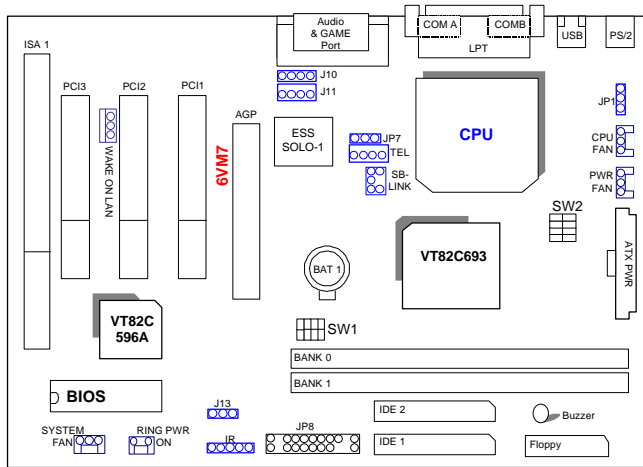 Audio
& GAME
Port
COM A
COMB
LPT
USB
PS/2
ISA 1
J10
J11
PCI3
PCI2
PCI1
AGP
JP1
WAKE ON LAN
6VM7
ESS
SOLO-1
JP7
TEL
SB-
LINK
CPU
CPU
FAN
PWR
FAN
SW2
ATX PWR
BAT 1
VT82C693
VT82C
596A
SW1
BANK 0
BANK 1
BIOS
J13
IDE 2
Buzzer
SYSTEM
FAN
RING PWR
ON
IR
JP8
IDE 1
Floppy